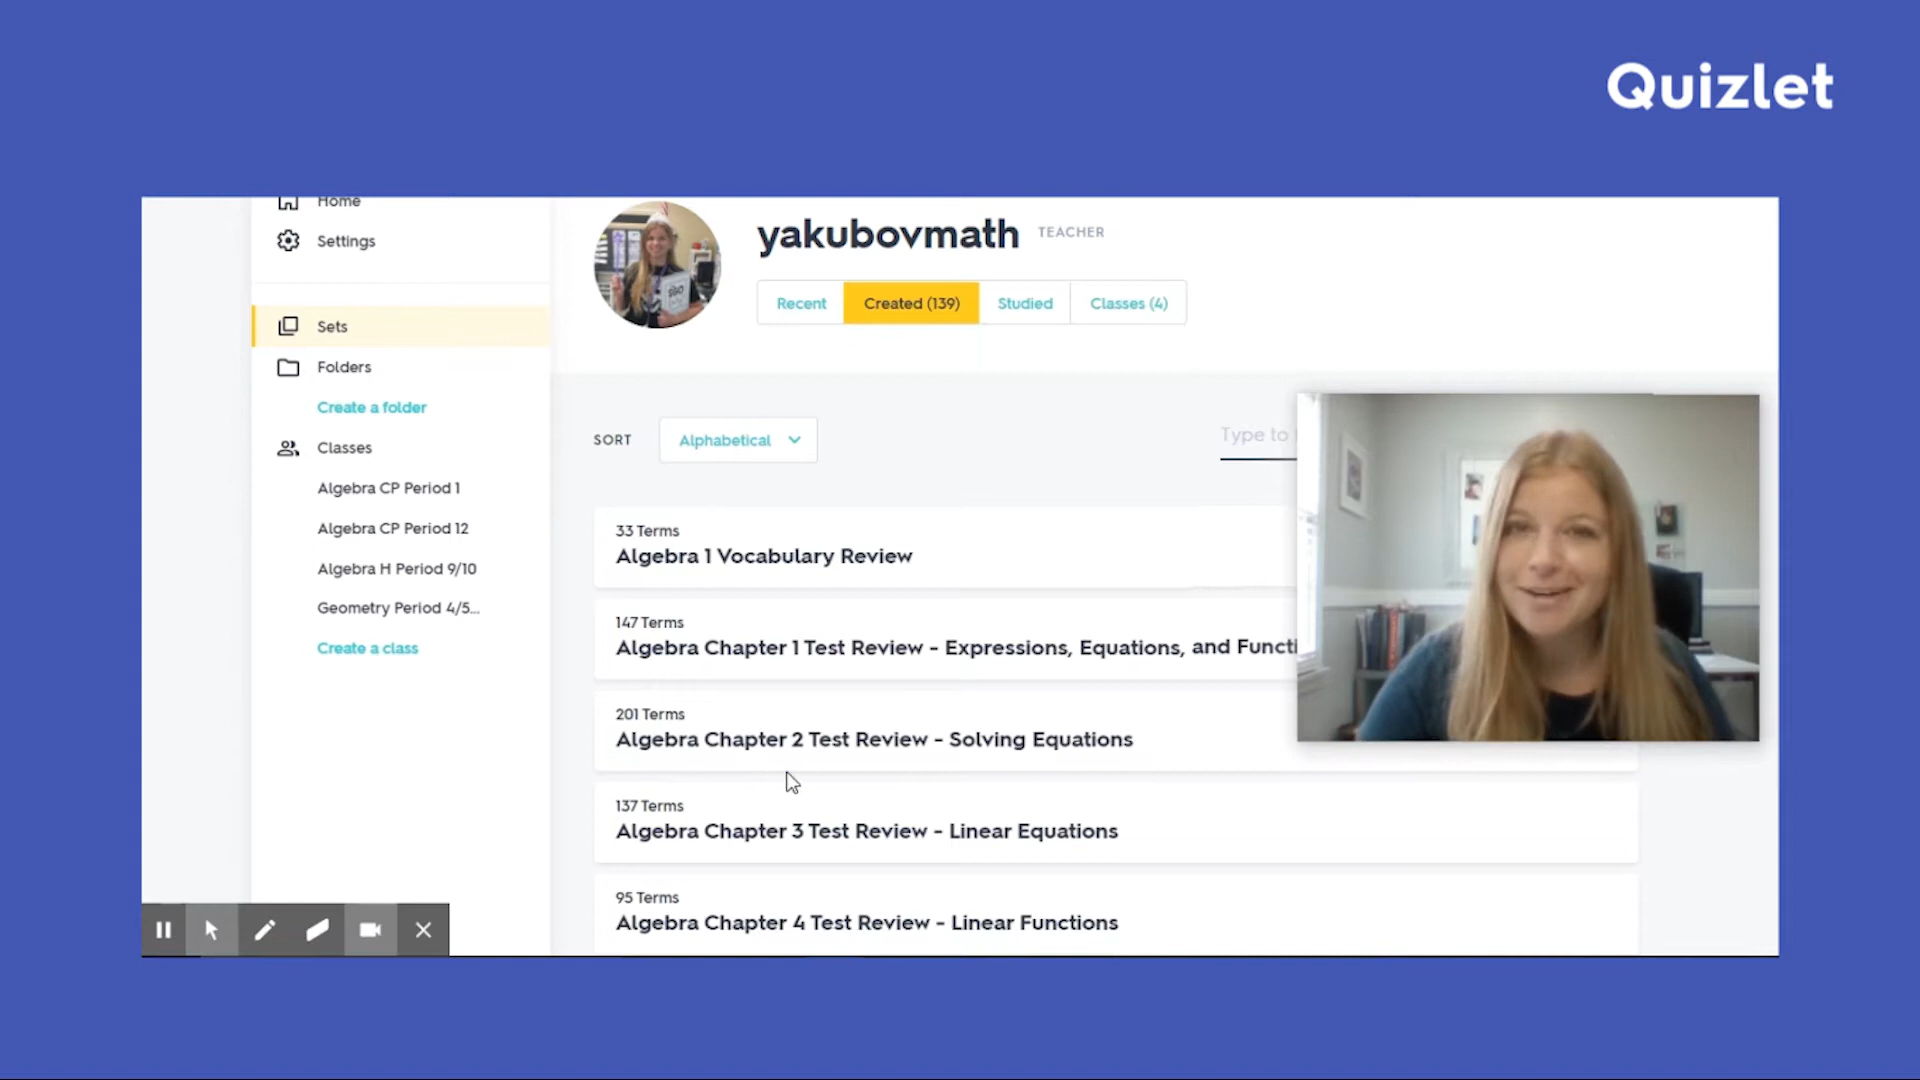 Quizlet
Home
Settings
Sets
Folders
Create a folder
Classes
Algebra CP Period 1
Algebra CP Period 12
Algebra H Period 9/10
Geometry Period 4/5...
Create a class
yakubovmath TEACHER
Recent Created (139) Studied Classes (4)
SORT Alphabetical Type to
33 Terms
Algebra 1 Vocabulary Review
147 Terms
Algebra Chapter 1 Test Review - Expressions, Equations, and Functi
201 Terms
Algebra Chapter 2 Test Review - Solving Equations
137 Terms
Algebra Chapter 3 Test Review - Linear Equations
95 Terms
Algebra Chapter 4 Test Review - Linear Functions